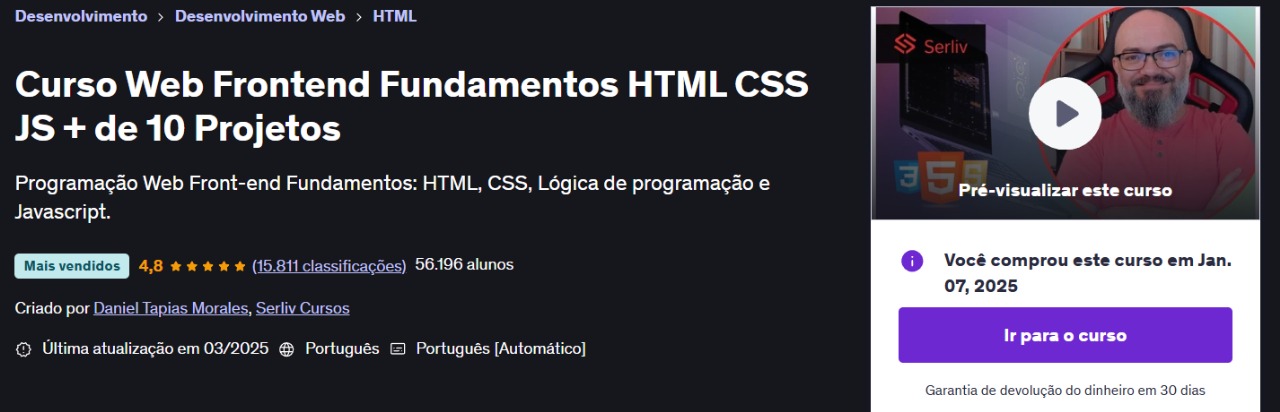 Desenvolvimento > Desenvolvimento Web > HTML
Curso Web Frontend Fundamentos HTML CSS
JS + de 10 Projetos
Programação Web Front-end Fundamentos: HTML, CSS, Lógica de programação e
Javascript.
Mais vendidos 4,8 ★★★★★ (15.811 classificações) 56.196 alunos
Criado por Daniel Tapias Morales, Serliv Cursos
Última atualização em 03/2025 Português Português [Automático]
Serliv
3 5
Pré-visualizar este curso
Você comprou este curso em Jan.
07, 2025
Ir para o curso
Garantia de devolução do dinheiro em 30 dias